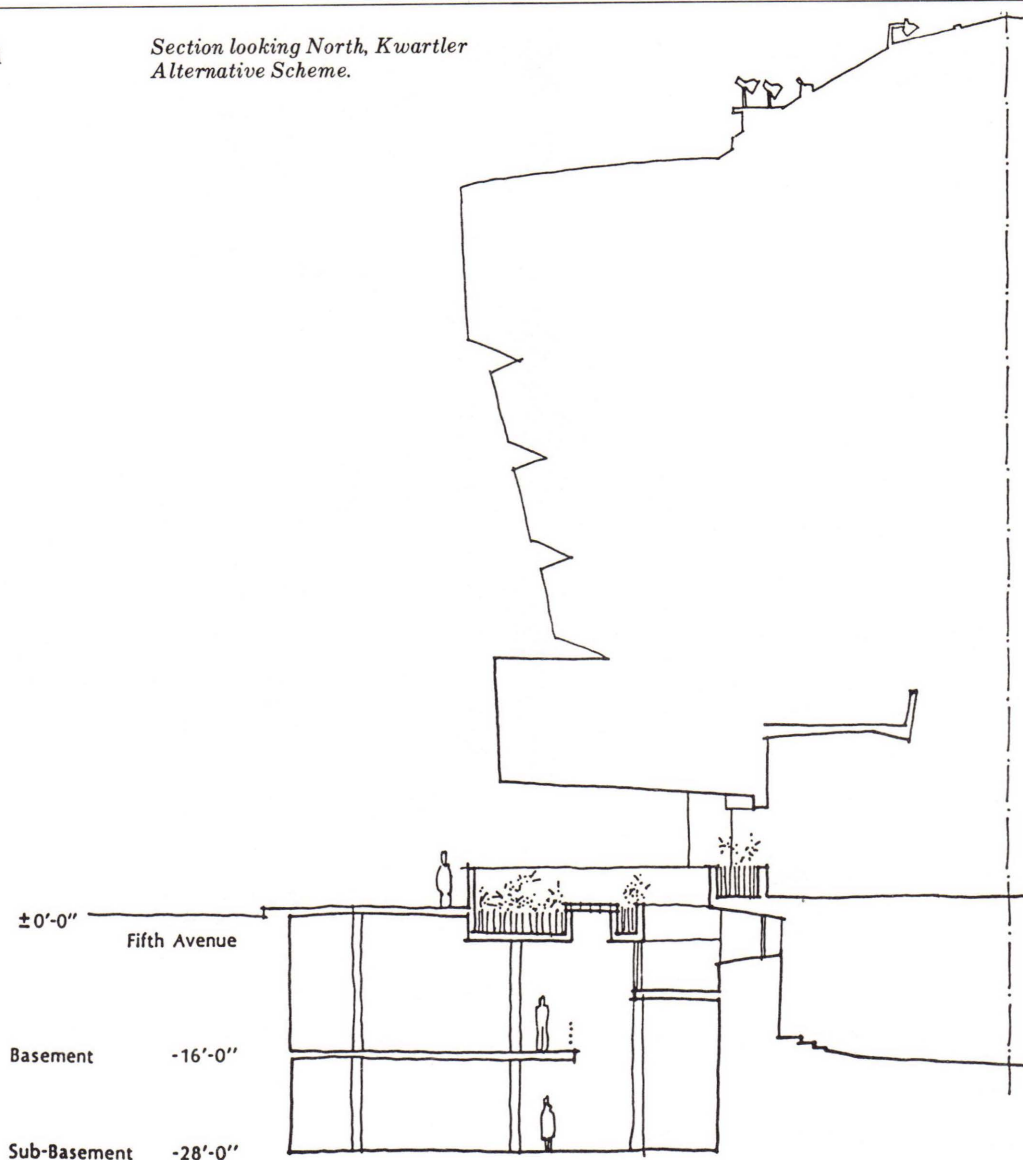 Section looking North, Kwartler
Alternative Scheme.
±0'-0"
Fifth Avenue
Basement -16'-0"
Sub-Basement -28'-0"